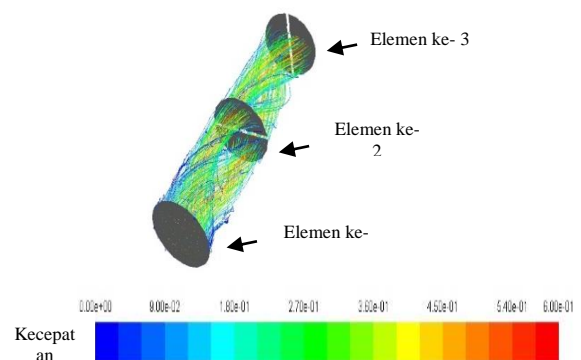 Elemen ke- 3
Elemen ke-
2
Elemen ke-
0.00e+00 9.00e-02 1.80e-01 2.70e-01 3.60e-01 4.50e-01 5.40e-01 6.00e-01
Kecepat
an